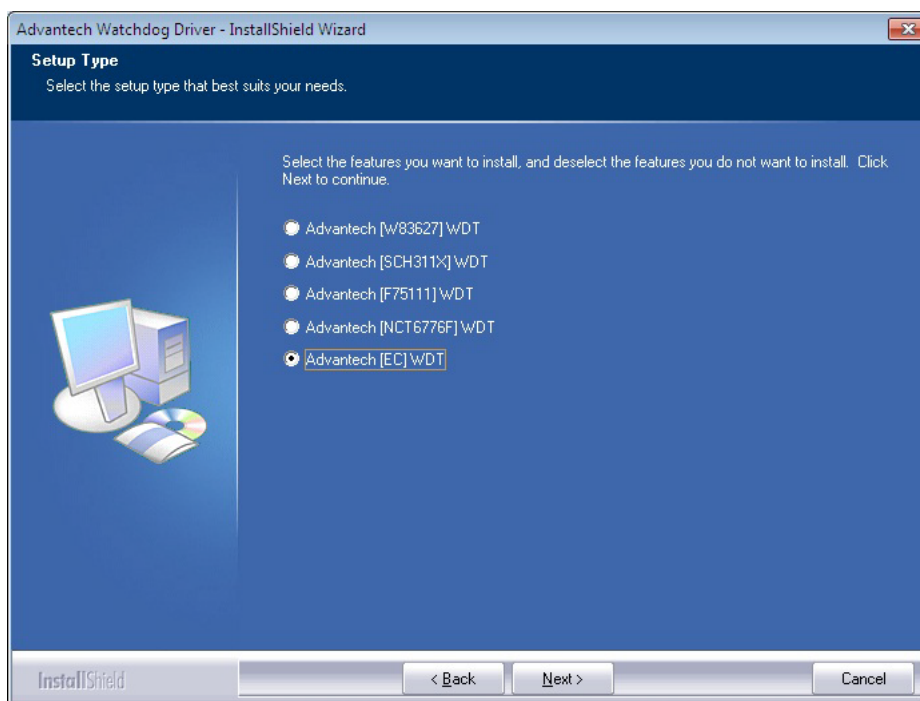 Advantech Watchdog Driver - InstallShield Wizard
Setup Type
Select the setup type that best suits your needs.
Select the features you want to install, and deselect the features you do not want to install. Click
Next to continue.
Advantech [W83627] WDT
Advantech [SCH311X] WDT
Advantech [F75111] WDT
Advantech [NCT6776F] WDT
Advantech [EC] WDT
InstallShield
< Back
Next >
Cancel